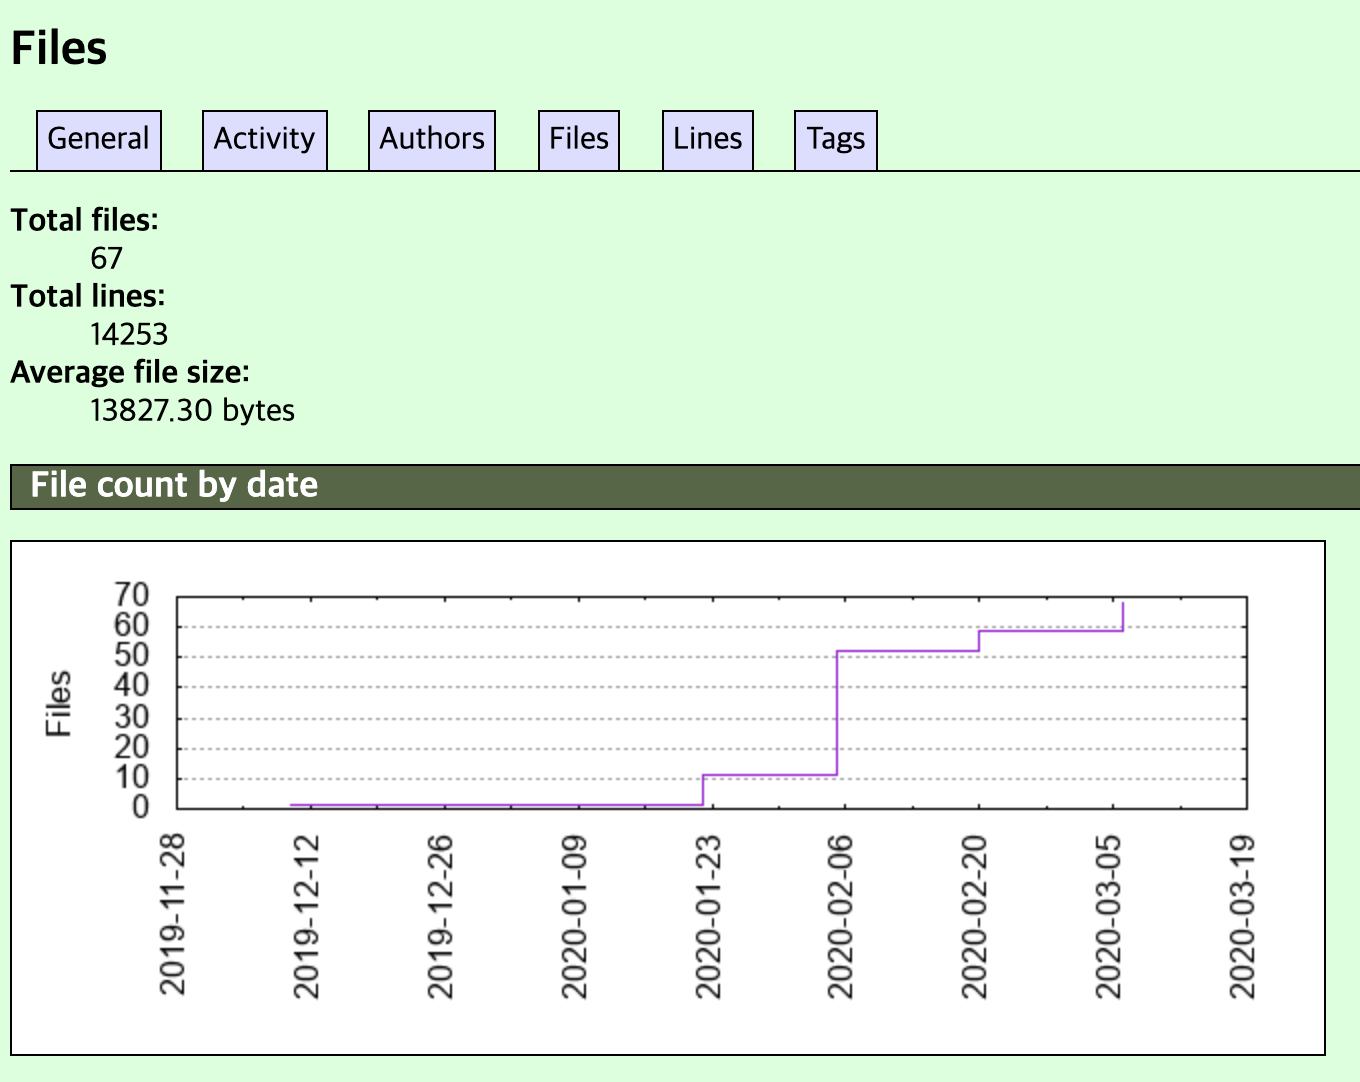 Files
General Activity Authors Files Lines Tags
Total files:
67
Total lines:
14253
Average file size:
13827.30 bytes
File count by date
70
60
50
40
30
20
10
0
Files
2019-11-28
2019-12-12
2019-12-26
2020-01-09
2020-01-23
2020-02-06
2020-02-20
2020-03-05
2020-03-19